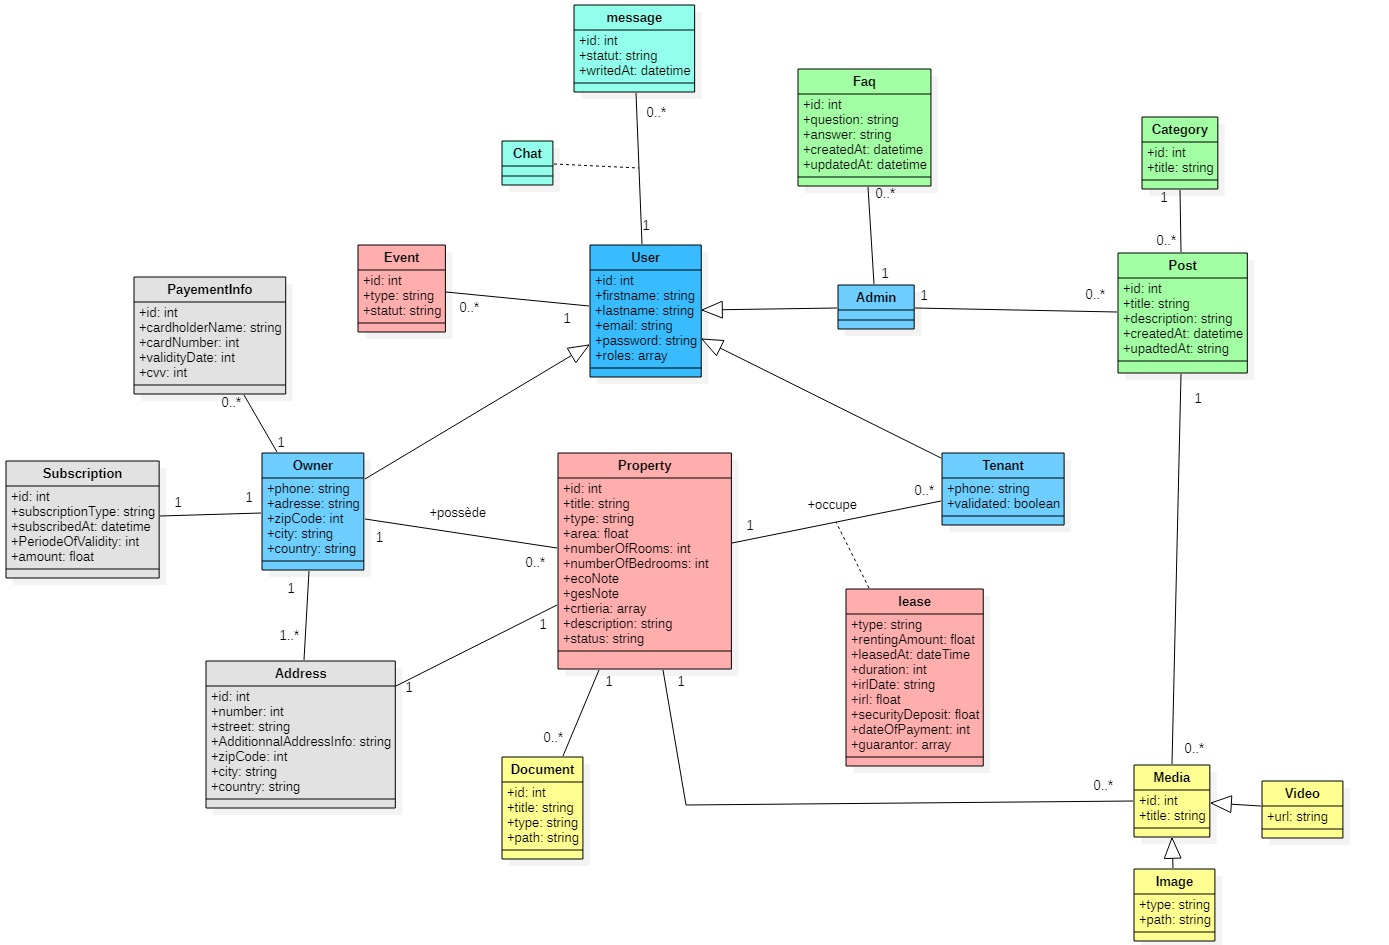 message
+id: int
+statut: string
+writedAt: datetime
0..*
Chat
1
Faq
+id: int
+question: string
+answer: string
+createdAt: datetime
+updatedAt: datetime
0..*
1
Category
+id: int
+title: string
1
0..*
Event
+id: int
+type: string
+statut: string
0..*
1
User
+id: int
+firstname: string
+lastname: string
+email: string
+password: string
+roles: array
Admin
1
0..*
Post
+id: int
+title: string
+description: string
+createdAt: datetime
+upadtedAt: string
1
PayementInfo
+id: int
+cardholderName: string
+cardNumber: int
+validityDate: int
+cvv: int
0..*
1
Subscription
+id: int
+subscriptionType: string
+subscribedAt: datetime
+PeriodeOfValidity: int
+amount: float
1
1
Owner
+phone: string
+adresse: string
+zipCode: int
+city: string
+country: string
+possède
1
0..*
1
1..*
Property
+id: int
+title: string
+type: string
+area: float
+numberOfRooms: int
+numberOfBedrooms: int
+ecoNote
+gesNote
+crtieria: array
+description: string
+status: string
+occupe
1
0..*
Tenant
+phone: string
+validated: boolean
lease
+type: string
+rentingAmount: float
+leasedAt: dateTime
+duration: int
+irlDate: string
+irl: float
+securityDeposit: float
+dateOfPayment: int
+guarantor: array
1
1
Address
+id: int
+number: int
+street: string
+AdditionnalAddressInfo: string
+zipCode: int
+city: string
+country: string
1
1
0..*
Document
+id: int
+title: string
+type: string
+path: string
0..*
0..*
Media
+id: int
+title: string
Video
+url: string
Image
+type: string
+path: string